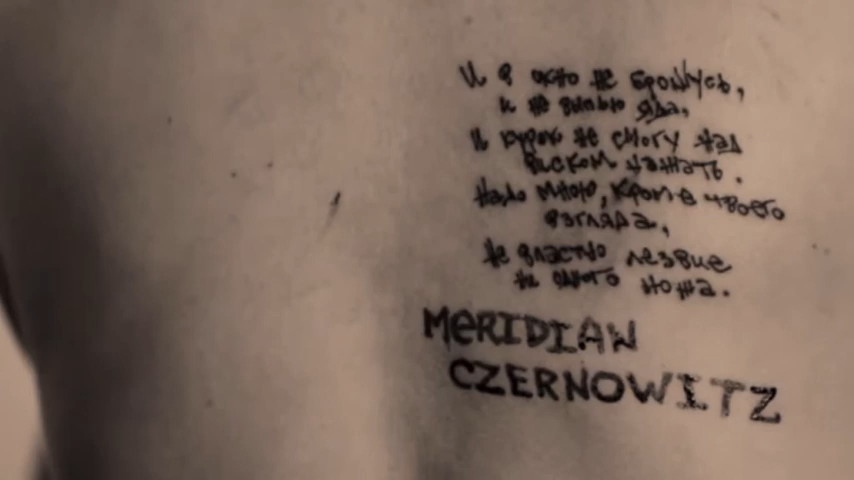 И в окно не брошусь,
и не выпью яда,
И курок не смогу над
виском нажать.
Надо мною, кроме твоего
взгляда,
Не властно лезвие
ни одного ножа.
MERIDIAN
CZERNOWITZ